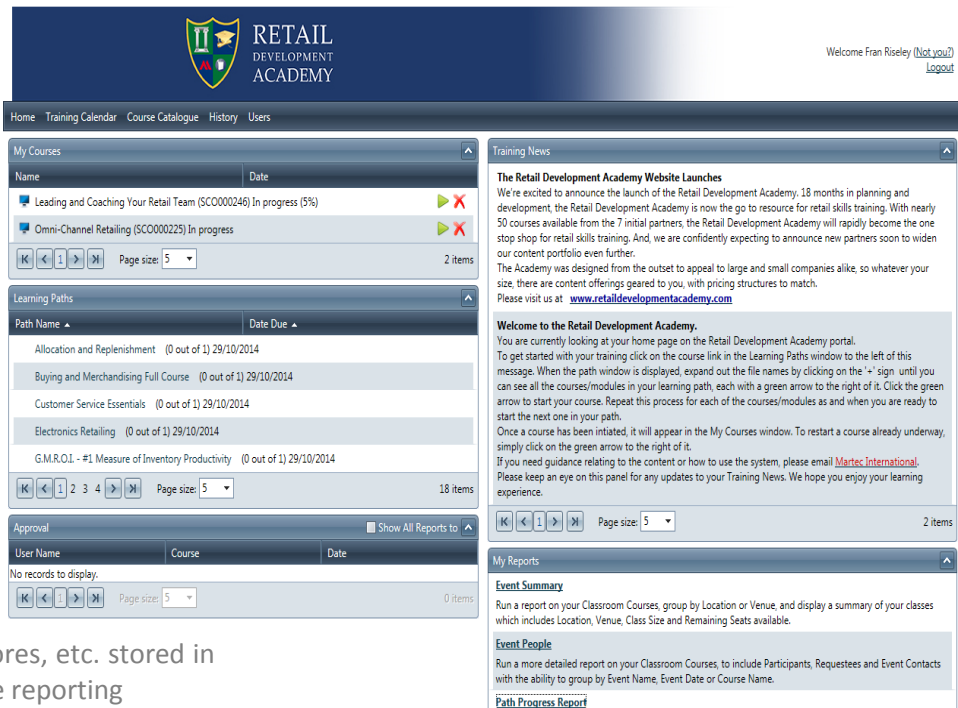 RETAIL
DEVELOPMENT
ACADEMY
Welcome Fran Riseley (Not you?)
Logout
Home Training Calendar Course Catalogue History Users
My Courses
Name Date
Leading and Coaching Your Retail Team (SCO000246) In progress (5%)
Omni-Channel Retailing (SCO000225) In progress
1 Page size: 5 2 items
Learning Paths
Path Name Date Due
Allocation and Replenishment (0 out of 1) 29/10/2014
Buying and Merchandising Full Course (0 out of 1) 29/10/2014
Customer Service Essentials (0 out of 1) 29/10/2014
Electronics Retailing (0 out of 1) 29/10/2014
G.M.R.O.I. - #1 Measure of Inventory Productivity (0 out of 1) 29/10/2014
1 2 3 4 Page size: 5 18 items
Approval Show All Reports to
User Name Course Date
No records to display.
1 Page size: 5 0 items
ores, etc. stored in
e reporting
Training News
The Retail Development Academy Website Launches
We're excited to announce the launch of the Retail Development Academy. 18 months in planning and
development, the Retail Development Academy is now the go to resource for retail skills training. With nearly
50 courses available from the 7 initial partners, the Retail Development Academy will rapidly become the one
stop shop for retail skills training. And, we are confidently expecting to announce new partners soon to widen
our content portfolio even further.
The Academy was designed from the outset to appeal to large and small companies alike, so whatever your
size, there are content offerings geared to you, with pricing structures to match.
Please visit us at www.retaildevelopmentacademy.com
Welcome to the Retail Development Academy.
You are currently looking at your home page on the Retail Development Academy portal.
To get started with your training click on the course link in the Learning Paths window to the left of this
message. When the path window is displayed, expand out the file names by clicking on the '+' sign until you
can see all the courses/modules in your learning path, each with a green arrow to the right of it. Click the green
arrow to start your course. Repeat this process for each of the courses/modules as and when you are ready to
start the next one in your path.
Once a course has been intiated, it will appear in the My Courses window. To restart a course already underway,
simply click on the green arrow to the right of it.
If you need guidance relating to the content or how to use the system, please email Martec International.
Please keep an eye on this panel for any updates to your Training News. We hope you enjoy your learning
experience.
1 Page size: 5 2 items
My Reports
Event Summary
Run a report on your Classroom Courses, group by Location or Venue, and display a summary of your classes
which includes Location, Venue, Class Size and Remaining Seats available.
Event People
Run a more detailed report on your Classroom Courses, to include Participants, Requestees and Event Contacts
with the ability to group by Event Name, Event Date or Course Name.
Path Progress Report